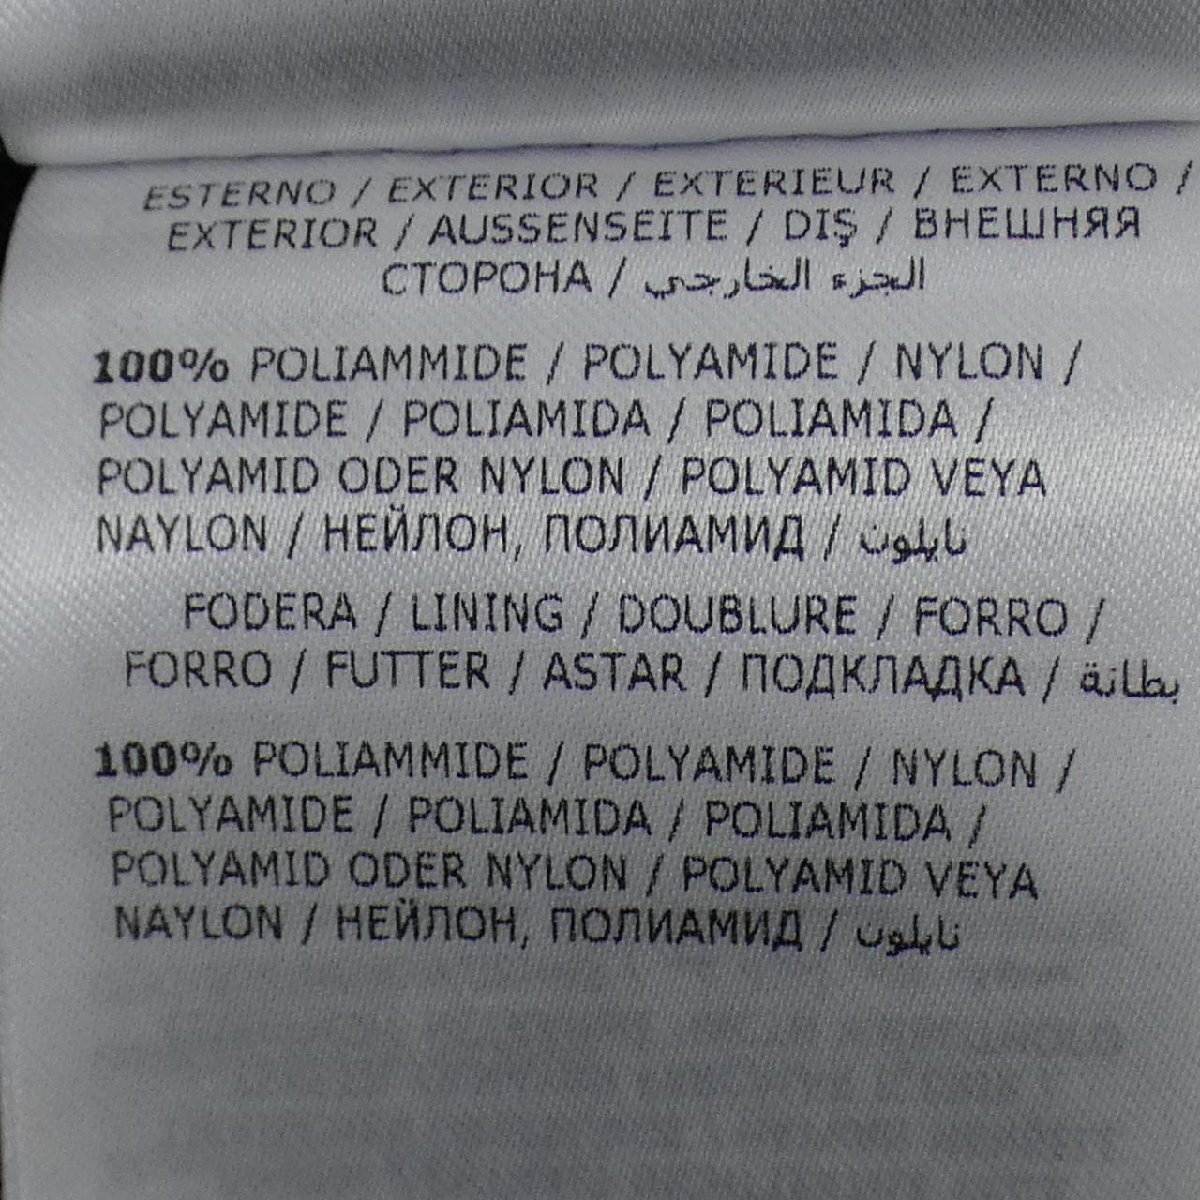 ESTERNO / EXTERIOR / EXTERIEUR / EXTERNO /
EXTERIOR / AUSSENSEITE / DIŞ / ВНЕШНЯЯ
СТОРОНА / الجزء الخارجي
100% POLIAMMIDE / POLYAMIDE / NYLON /
POLYAMIDE / POLIAMIDA / POLIAMIDA /
POLYAMID ODER NYLON / POLYAMID VEYA
NAYLON / НЕЙЛОН, ПОЛИАМИД / نايلون
FODERA / LINING / DOUBLURE / FORRO /
FORRO / FUTTER / ASTAR / ПОДКЛАДКА / بطانة
100% POLIAMMIDE / POLYAMIDE / NYLON /
POLYAMIDE / POLIAMIDA / POLIAMIDA /
POLYAMID ODER NYLON / POLYAMID VEYA
NAYLON / НЕЙЛОН, ПОЛИАМИД / نايلون